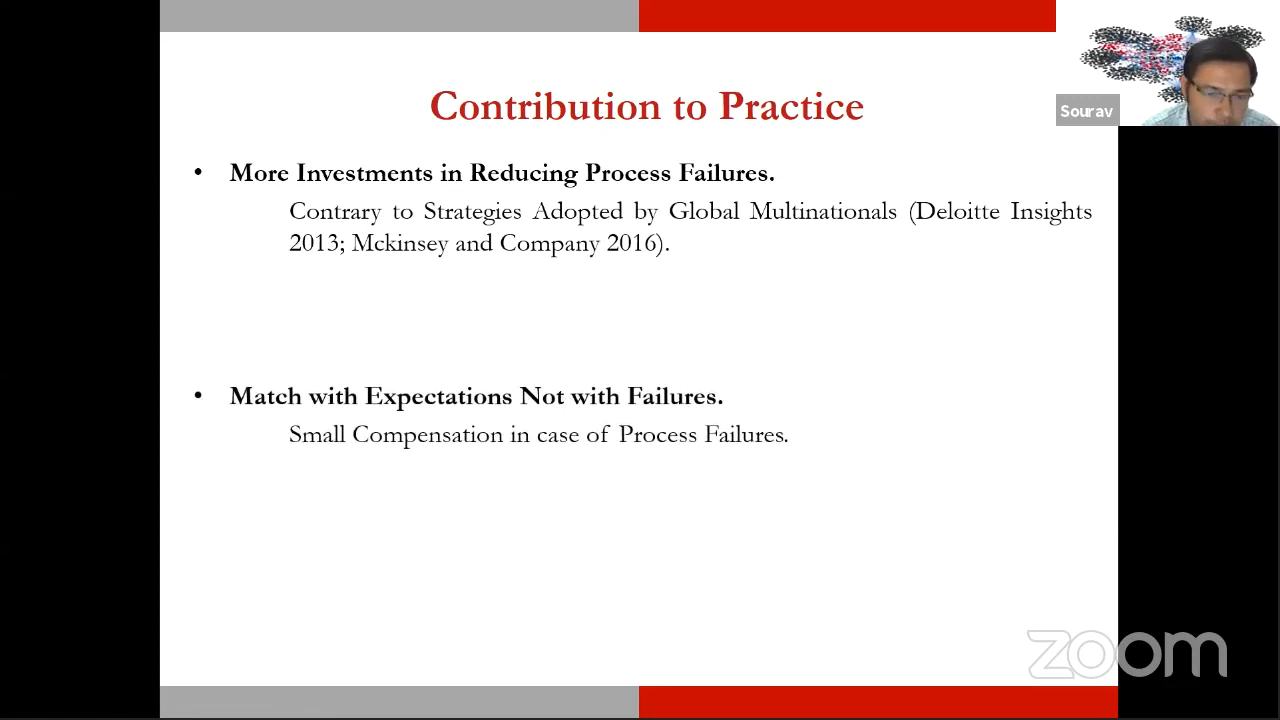 Contribution to Practice
Sourav
• More Investments in Reducing Process Failures.
Contrary to Strategies Adopted by Global Multinationals (Deloitte Insights
2013; Mckinsey and Company 2016).
• Match with Expectations Not with Failures.
Small Compensation in case of Process Failures.
zoom